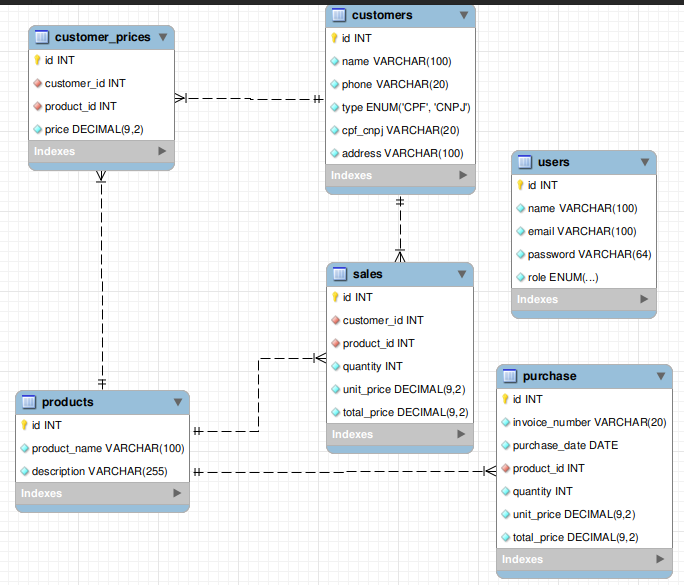 customer_prices
id INT
customer_id INT
product_id INT
price DECIMAL(9,2)
Indexes
customers
id INT
name VARCHAR(100)
phone VARCHAR(20)
type ENUM('CPF', 'CNPJ')
cpf_cnpj VARCHAR(20)
address VARCHAR(100)
Indexes
users
id INT
name VARCHAR(100)
email VARCHAR(100)
password VARCHAR(64)
role ENUM(...)
Indexes
sales
id INT
customer_id INT
product_id INT
quantity INT
unit_price DECIMAL(9,2)
total_price DECIMAL(9,2)
Indexes
products
id INT
product_name VARCHAR(100)
description VARCHAR(255)
Indexes
purchase
id INT
invoice_number VARCHAR(20)
purchase_date DATE
product_id INT
quantity INT
unit_price DECIMAL(9,2)
total_price DECIMAL(9,2)
Indexes